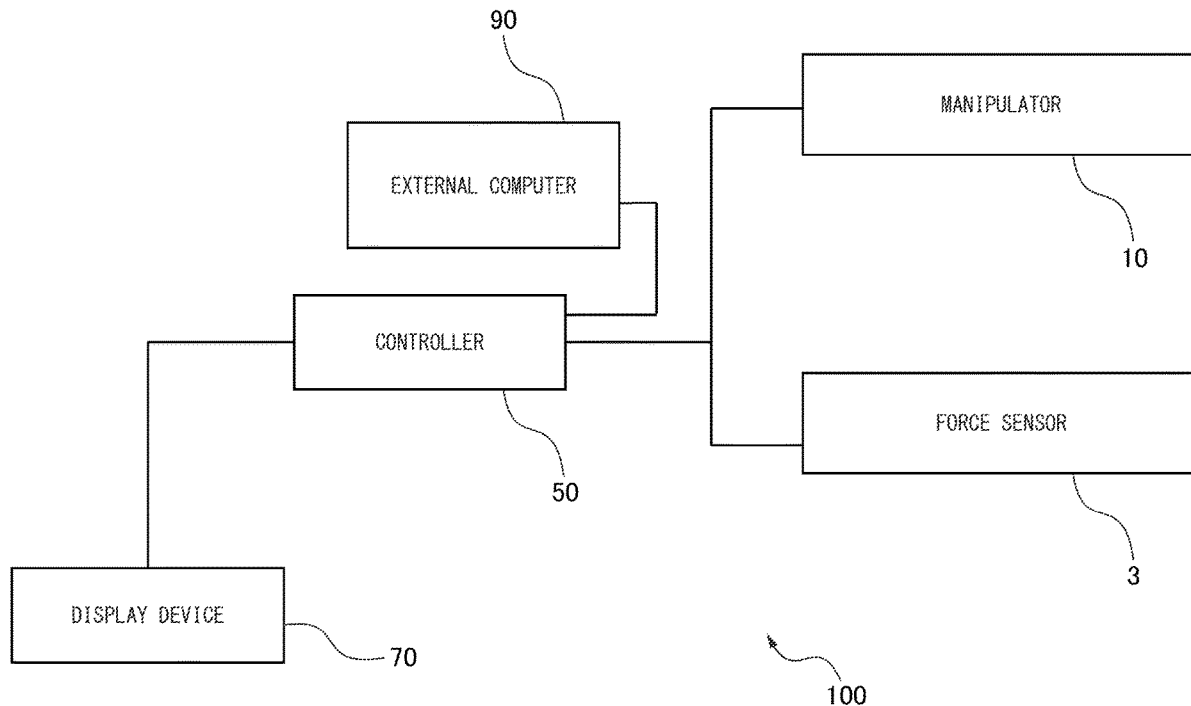 90
MANIPULATOR
EXTERNAL COMPUTER
10
CONTROLLER
FORCE SENSOR
50
3
DISPLAY DEVICE
70
100